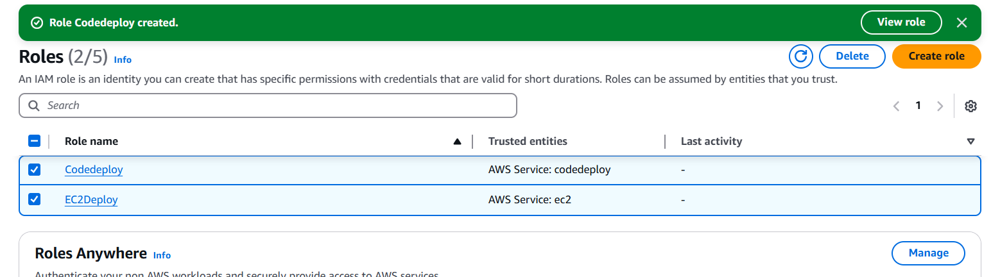 Role Codedeploy created.
View role
Roles (2/5) Info
Delete
Create role
An IAM role is an identity you can create that has specific permissions with credentials that are valid for short durations. Roles can be assumed by entities that you trust.
Search
1
Role name
Trusted entities
Last activity
Codedeploy
AWS Service: codedeploy
-
EC2Deploy
AWS Service: ec2
-
Roles Anywhere Info
Manage
Authenticate your non AWS workloads and securely provide access to AWS services.